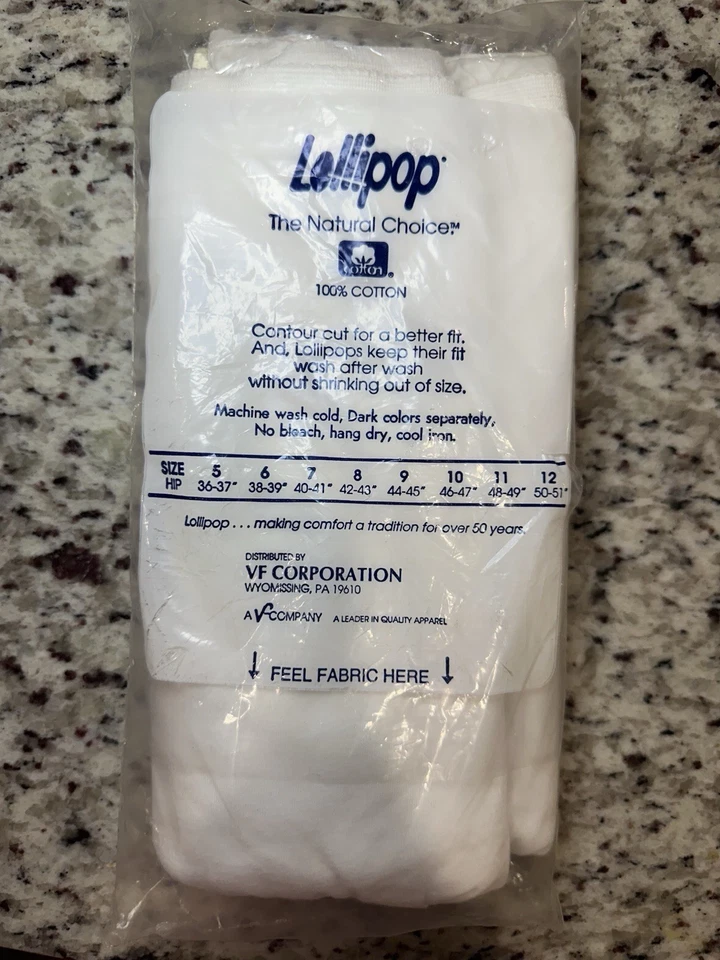 Lollipop
The Natural Choice™
cotton®
100% COTTON
Contour cut for a better fit.
And, Lollipops keep their fit
wash after wash
without shrinking out of size.
Machine wash cold, Dark colors separately,
No bleach, hang dry, cool iron.
SIZE 5 6 7 8 9 10 11 12
HIP 36-37" 38-39" 40-41" 42-43" 44-45" 46-47" 48-49" 50-51"
Lollipop . . . making comfort a tradition for over 50 years.
DISTRIBUTED BY
VF CORPORATION
WYOMISSING, PA 19610
A VF COMPANY A LEADER IN QUALITY APPAREL
↓ FEEL FABRIC HERE ↓